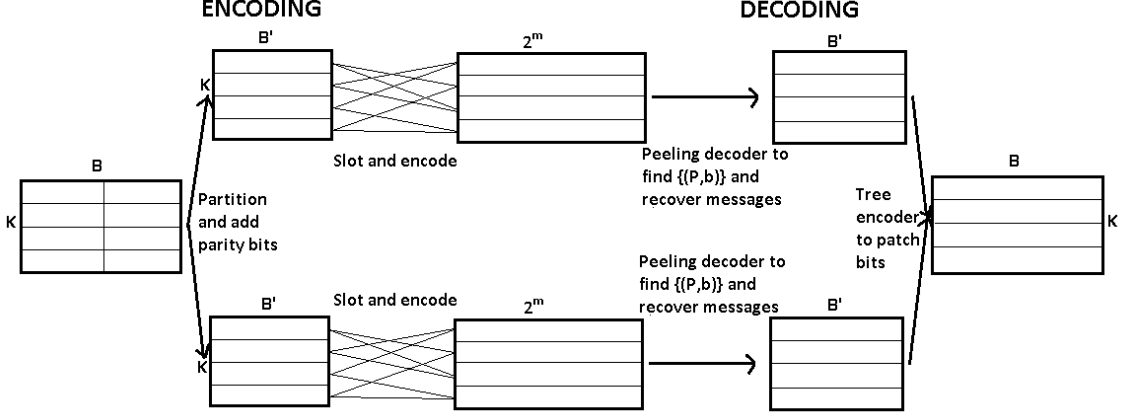 ENCODING
DECODING
B'
2^m
B'
K
Slot and encode
Peeling decoder to
find {(P,b)} and
recover messages
B
K
Partition
and add
parity bits
Tree
encoder
to patch
bits
B
K
Peeling decoder to
find {(P,b)} and
recover messages
B'
Slot and encode
2^m
B'
K